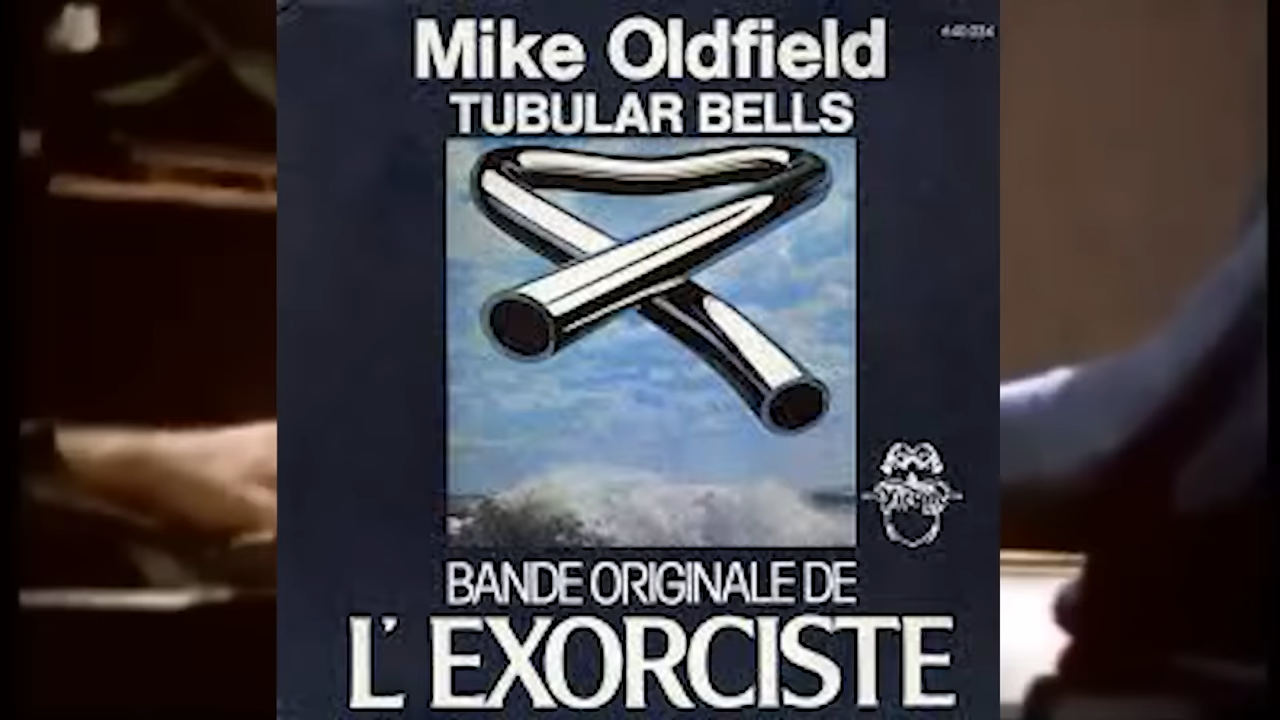 Mike Oldfield
TUBULAR BELLS
BANDE ORIGINALE DE
L'EXORCISTE